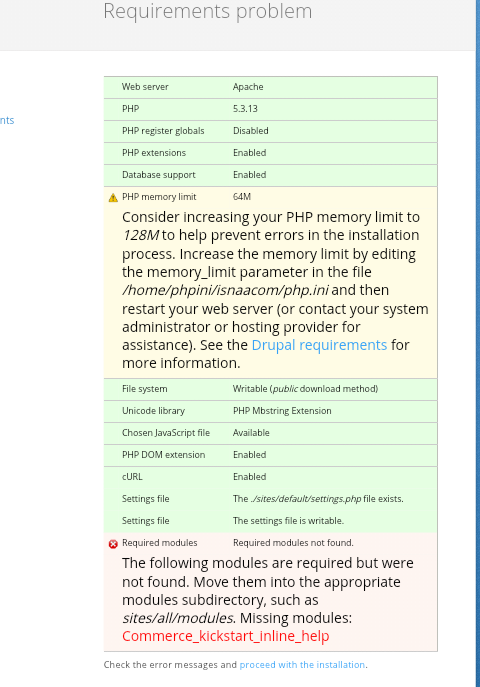 Requirements problem
nts
Web server Apache
PHP 5.3.13
PHP register globals Disabled
PHP extensions Enabled
Database support Enabled
PHP memory limit 64M
Consider increasing your PHP memory limit to
128M to help prevent errors in the installation
process. Increase the memory limit by editing
the memory_limit parameter in the file
/home/phpini/isnaacom/php.ini and then
restart your web server (or contact your system
administrator or hosting provider for
assistance). See the Drupal requirements for
more information.
File system Writable (public download method)
Unicode library PHP Mbstring Extension
Chosen JavaScript file Available
PHP DOM extension Enabled
cURL Enabled
Settings file The ./sites/default/settings.php file exists.
Settings file The settings file is writable.
Required modules Required modules not found.
The following modules are required but were
not found. Move them into the appropriate
modules subdirectory, such as
sites/all/modules. Missing modules:
Commerce_kickstart_inline_help
Check the error messages and proceed with the installation.